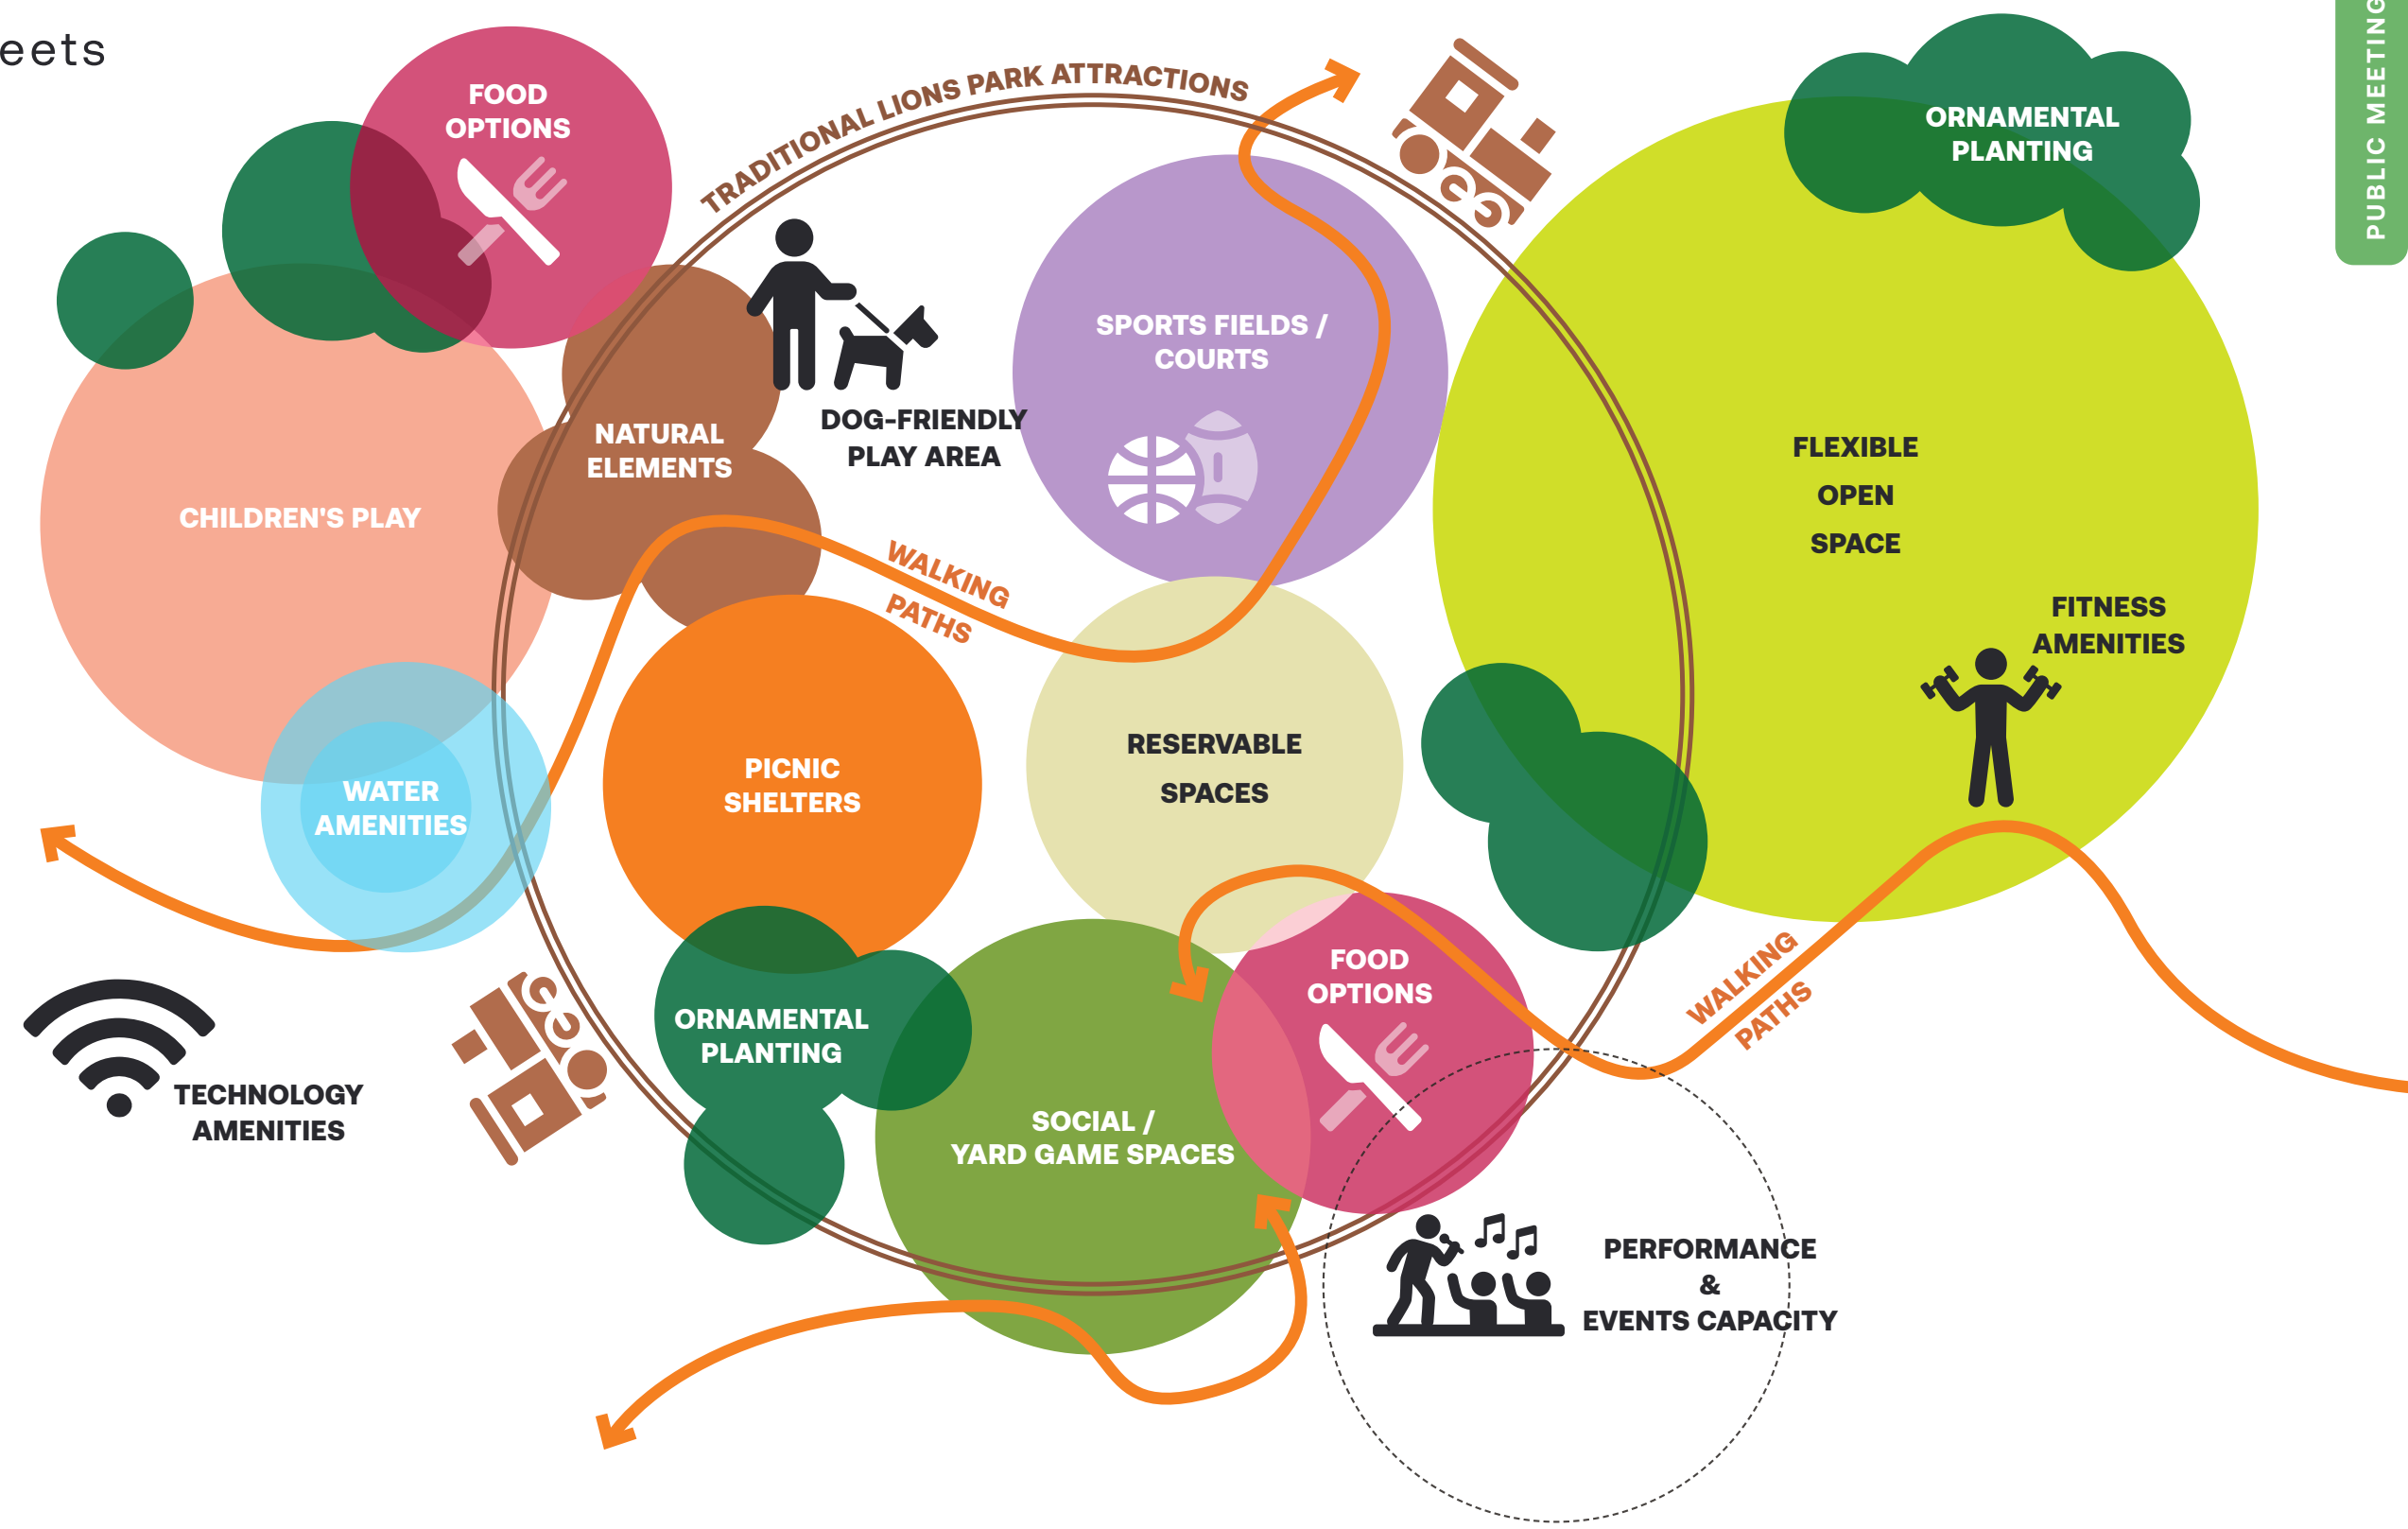 eets
FOOD
OPTIONS
TRADITIONAL LIONS PARK ATTRACTIONS
ORNAMENTAL
PLANTING
PUBLIC MEETING
SPORTS FIELDS /
COURTS
DOG-FRIENDLY
PLAY AREA
NATURAL
ELEMENTS
CHILDREN'S PLAY
FLEXIBLE
OPEN
SPACE
WALKING
PATHS
FITNESS
AMENITIES
RESERVABLE
SPACES
PICNIC
SHELTERS
WATER
AMENITIES
FOOD
OPTIONS
WALKING
PATHS
ORNAMENTAL
PLANTING
TECHNOLOGY
AMENITIES
SOCIAL /
YARD GAME SPACES
PERFORMANCE
&
EVENTS CAPACITY